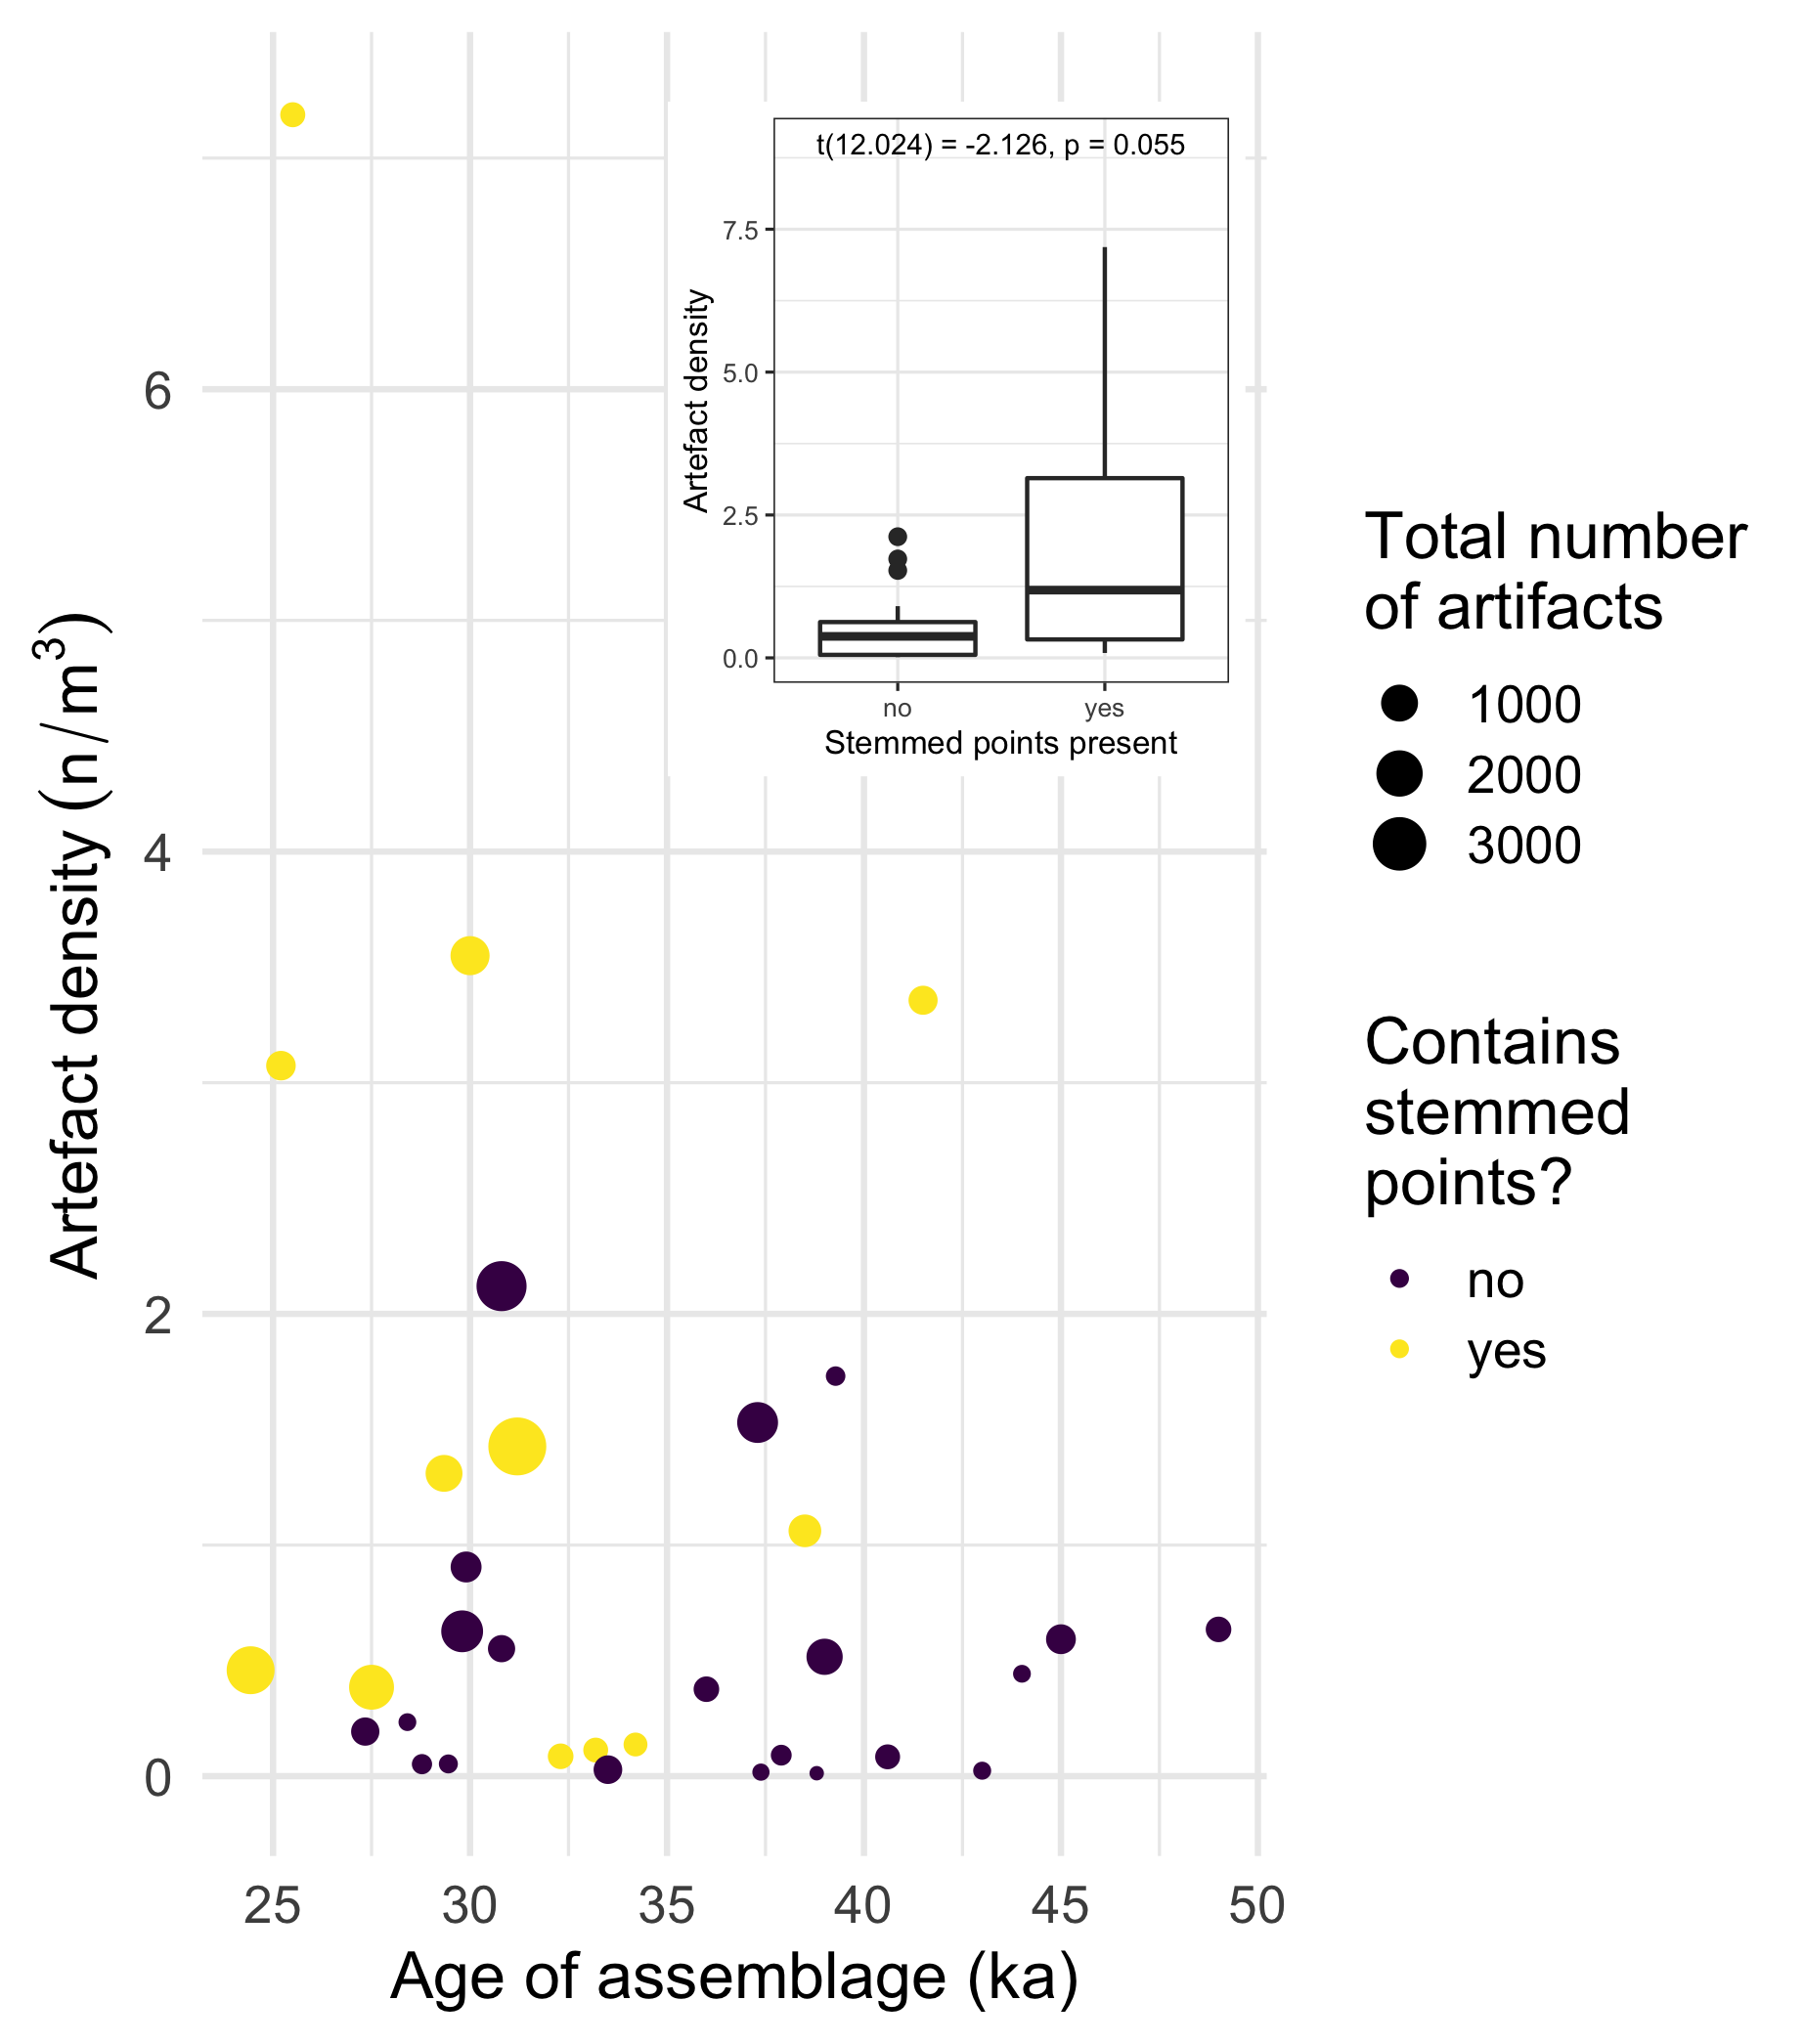 t(12.024) = -2.126, p = 0.055
7.5
5.0
2.5
0.0
Artefact density
no yes
Stemmed points present
6
4
2
0
Artefact density (n/m³)
25 30 35 40 45 50
Age of assemblage (ka)
Total number
of artifacts
1000
2000
3000
Contains
stemmed
points?
no
yes